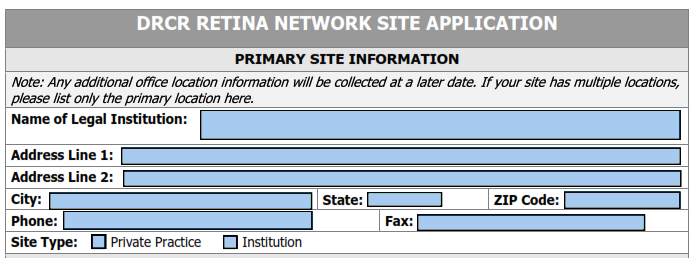 DRCR RETINA NETWORK SITE APPLICATION
PRIMARY SITE INFORMATION
Note: Any additional office location information will be collected at a later date. If your site has multiple locations,
please list only the primary location here.
Name of Legal Institution:
Address Line 1:
Address Line 2:
City: State: ZIP Code:
Phone: Fax:
Site Type: Private Practice Institution